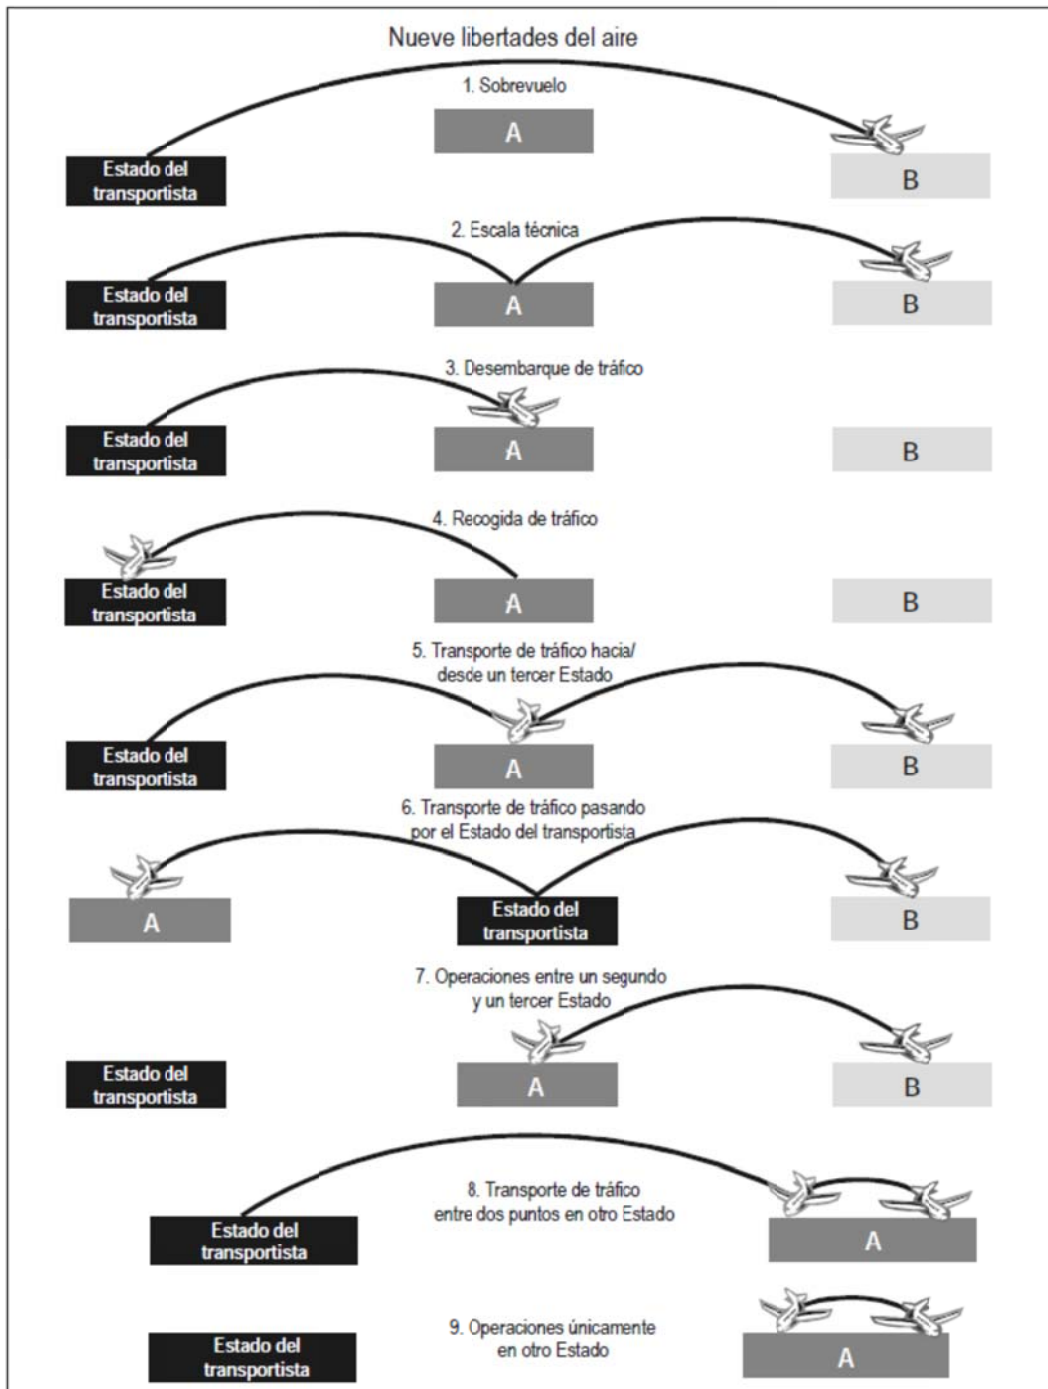 Nueve libertades del aire
1. Sobrevuelo
A
Estado del
transportista
B
2. Escala técnica
Estado del
transportista
A
B
3. Desembarque de tráfico
Estado del
transportista
A
B
4. Recogida de tráfico
Estado del
transportista
A
B
5. Transporte de tráfico hacia/
desde un tercer Estado
Estado del
transportista
A
B
6. Transporte de tráfico pasando
por el Estado del transportista
A
Estado del
transportista
B
7. Operaciones entre un segundo
y un tercer Estado
Estado del
transportista
A
B
8. Transporte de tráfico
entre dos puntos en otro Estado
Estado del
transportista
A
9. Operaciones únicamente
en otro Estado
Estado del
transportista
A